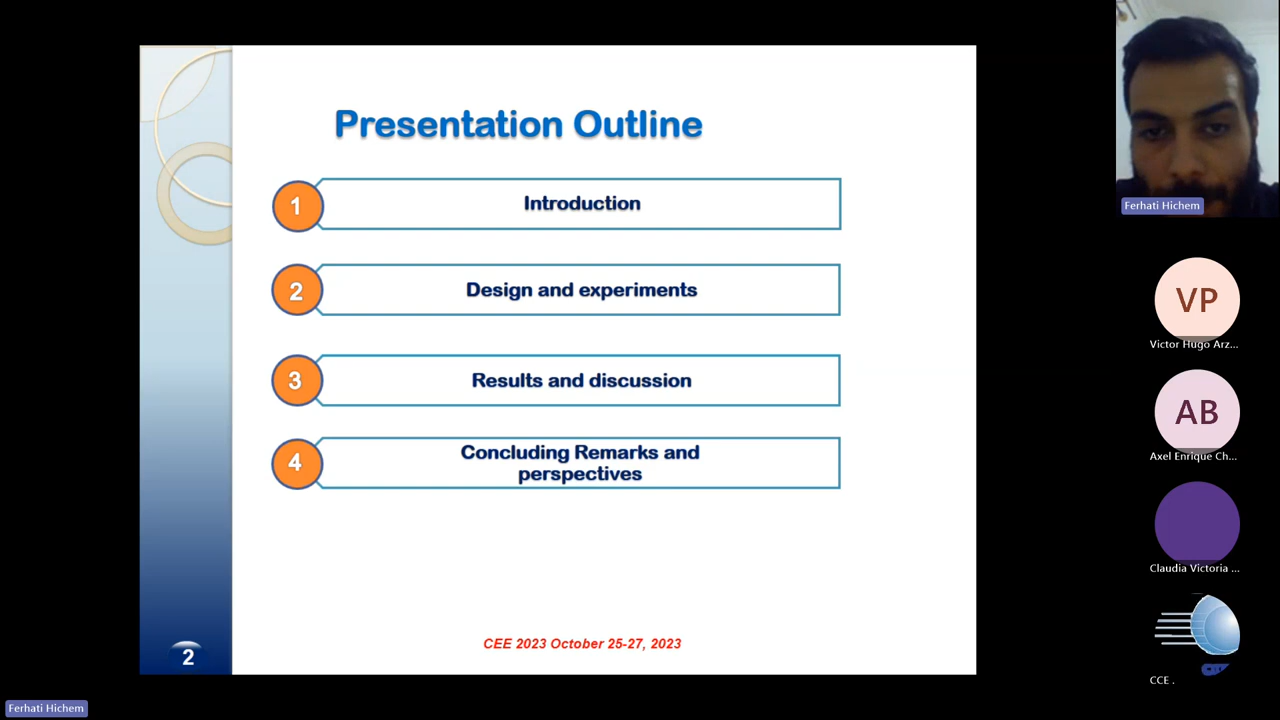 Presentation Outline
1
Introduction
2
Design and experiments
3
Results and discussion
4
Concluding Remarks and
perspectives
CEE 2023 October 25-27, 2023
2
Ferhati Hichem
VP
Victor Hugo Arz...
AB
Axel Enrique Ch...
Claudia Victoria ...
CCE .
Ferhati Hichem